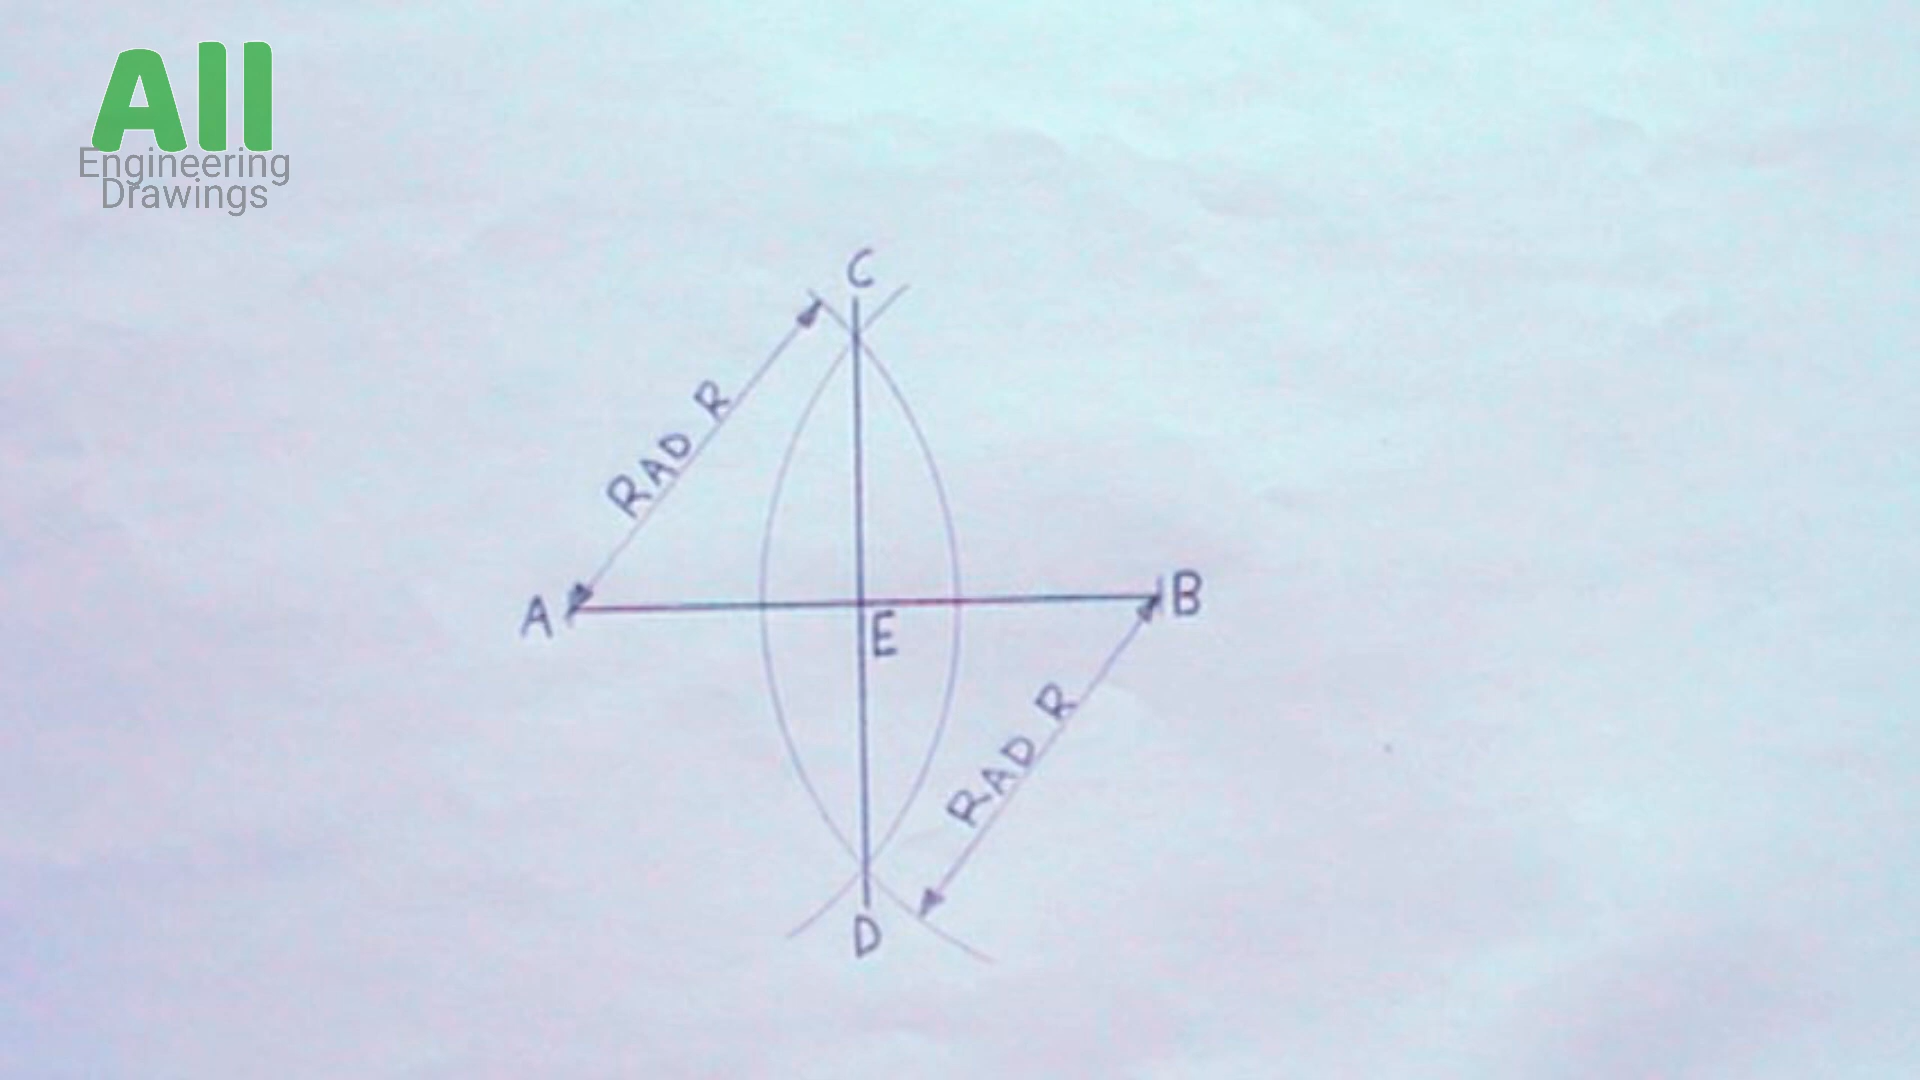 All
Engineering
Drawings
C
RAD R
A
B
E
RAD R
D